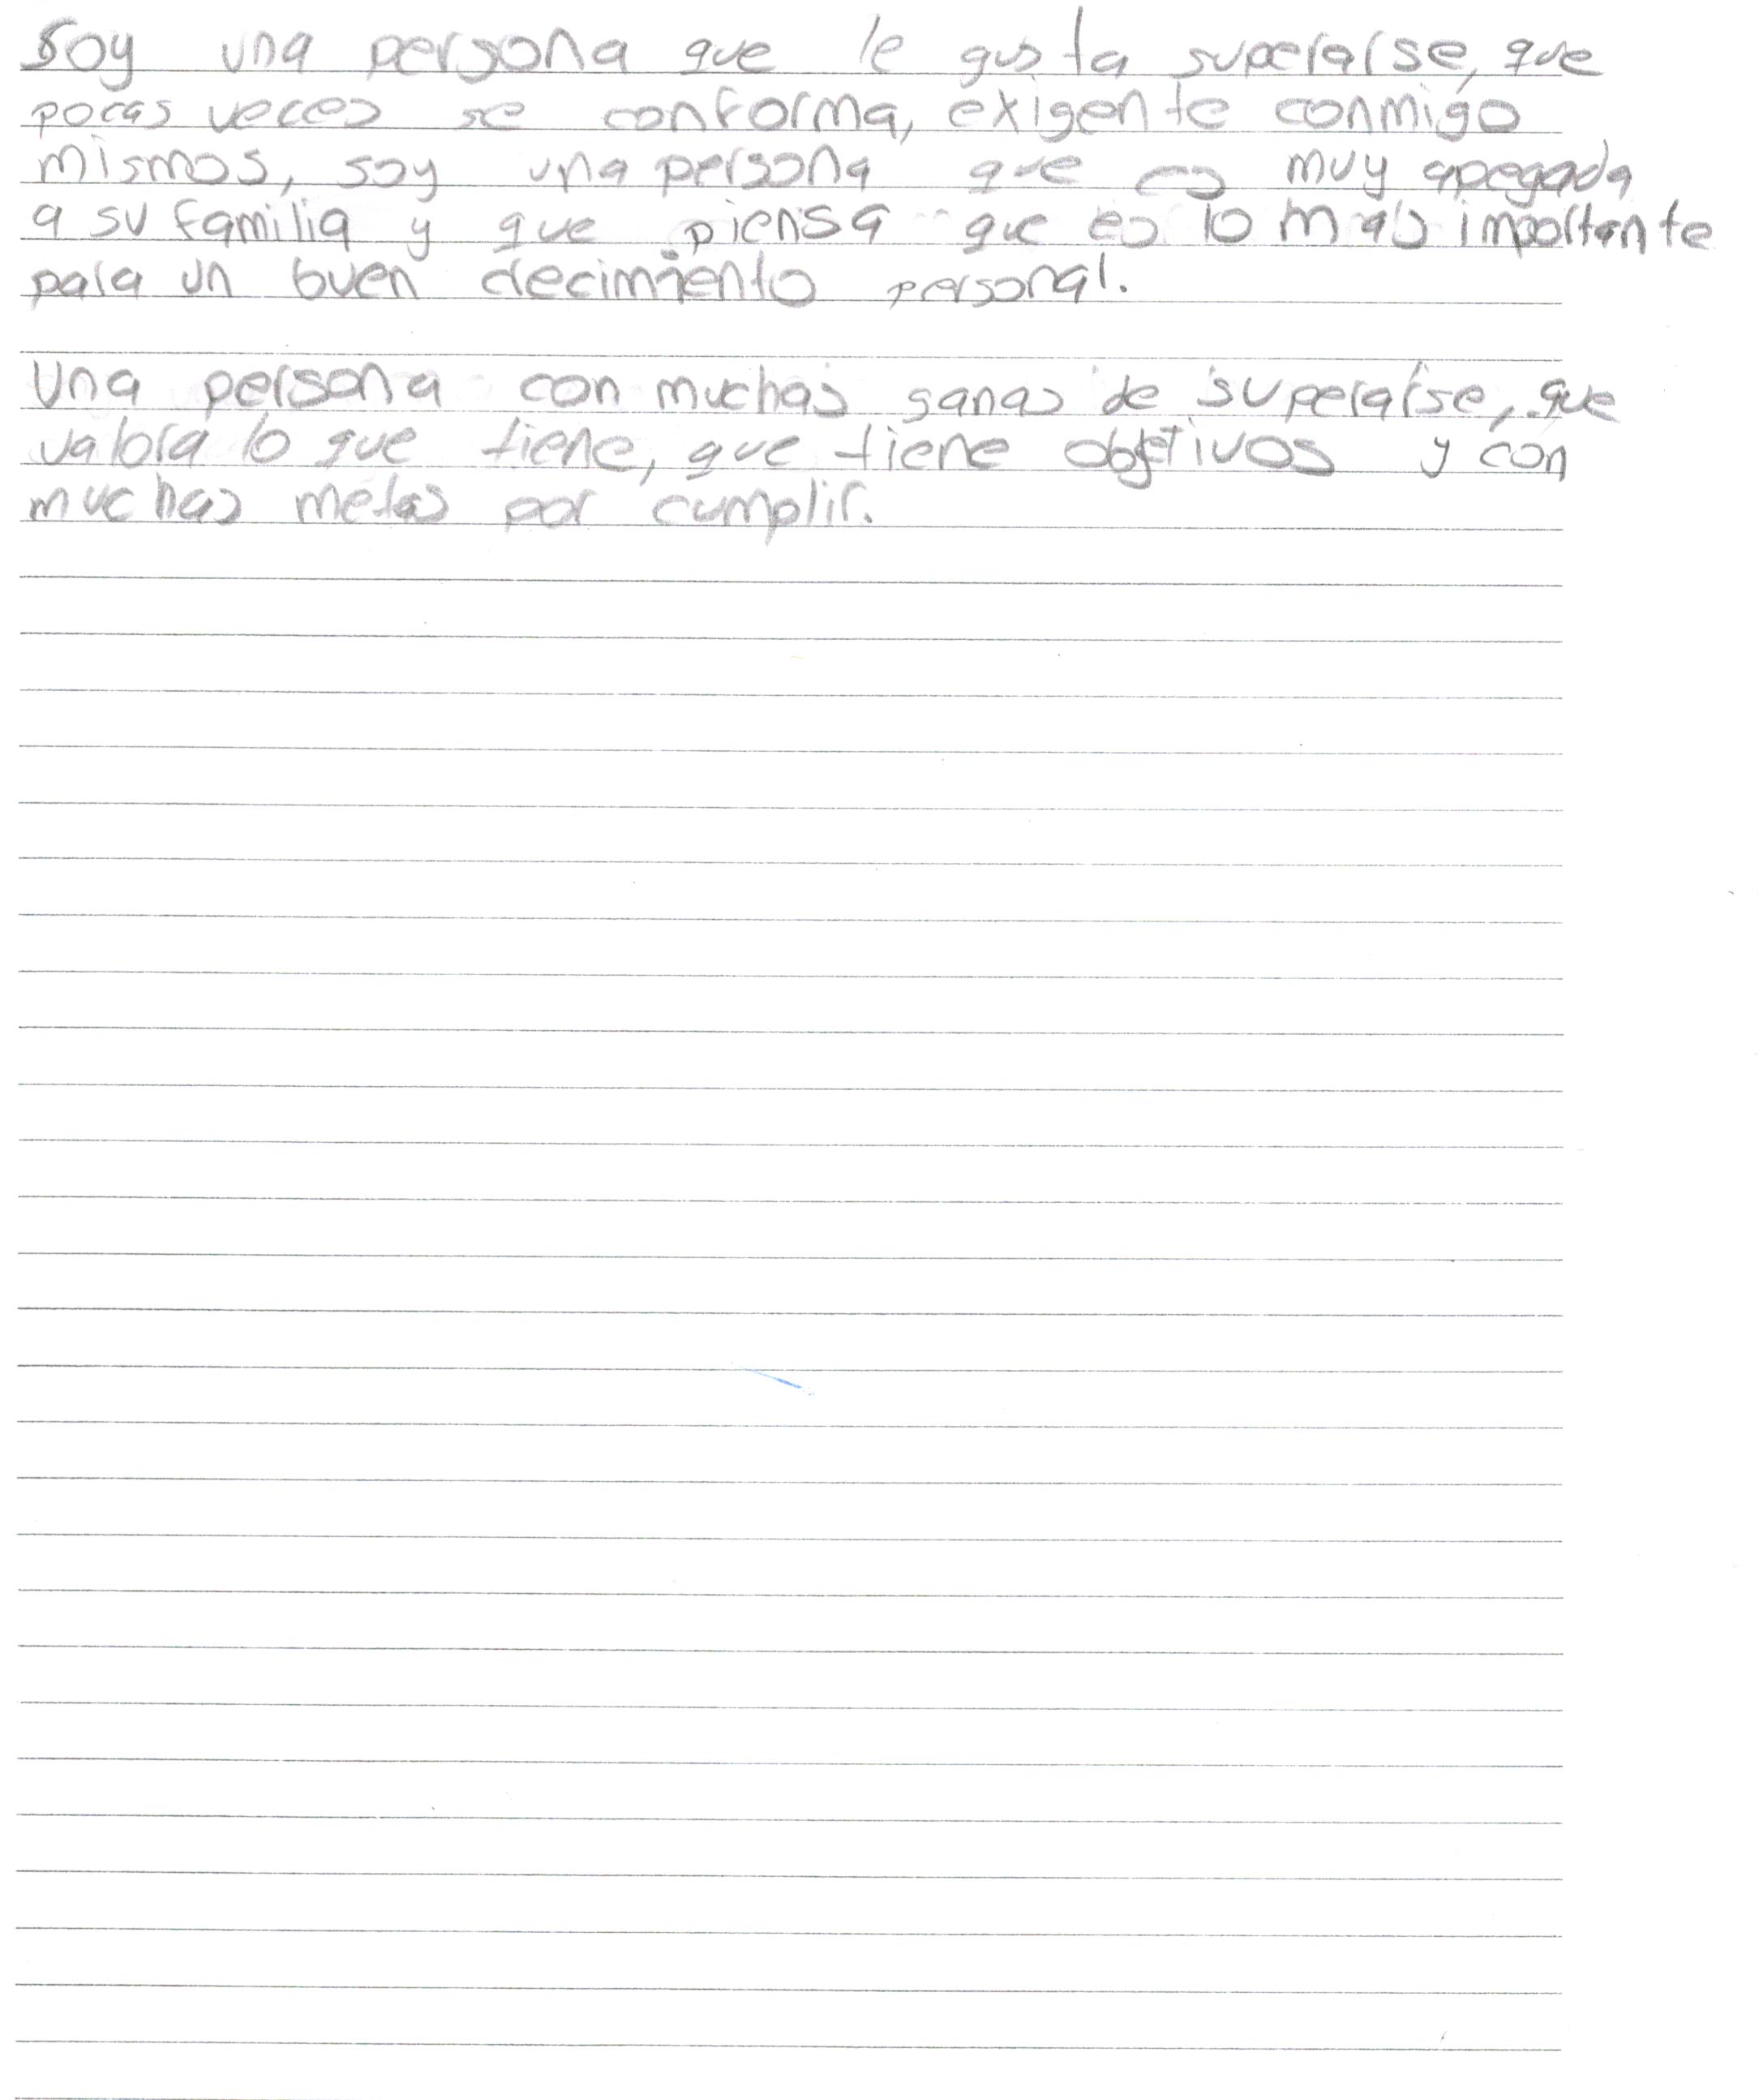 Soy una persona que le gusta superarse, que
pocas veces se conforma, exigente conmigo
mismos, soy una persona que es muy apegada
a su familia y que piensa que es lo mas importante
para un buen decimiento personal.
Una persona con muchas ganas de superarse, que
valora lo que tiene, que tiene objetivos y con
muchas metas por cumplir.